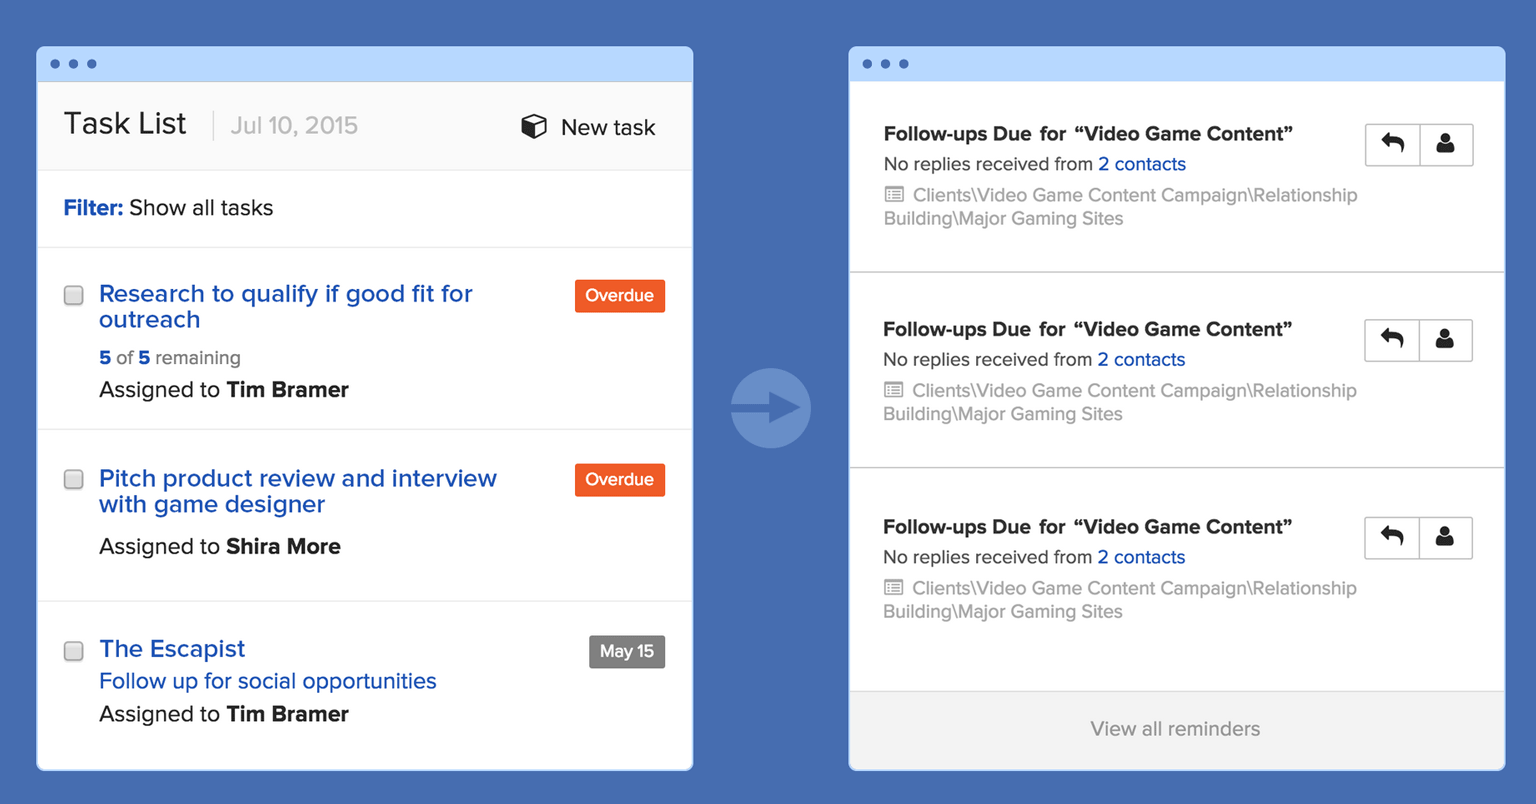 Task List
Jul 10, 2015
New task
Filter: Show all tasks
Research to qualify if good fit for
outreach
Overdue
5 of 5 remaining
Assigned to Tim Bramer
Pitch product review and interview
with game designer
Overdue
Assigned to Shira More
The Escapist
May 15
Follow up for social opportunities
Assigned to Tim Bramer
Follow-ups Due for “Video Game Content”
No replies received from 2 contacts
Clients\Video Game Content Campaign\Relationship
Building\Major Gaming Sites
Follow-ups Due for “Video Game Content”
No replies received from 2 contacts
Clients\Video Game Content Campaign\Relationship
Building\Major Gaming Sites
Follow-ups Due for “Video Game Content”
No replies received from 2 contacts
Clients\Video Game Content Campaign\Relationship
Building\Major Gaming Sites
View all reminders